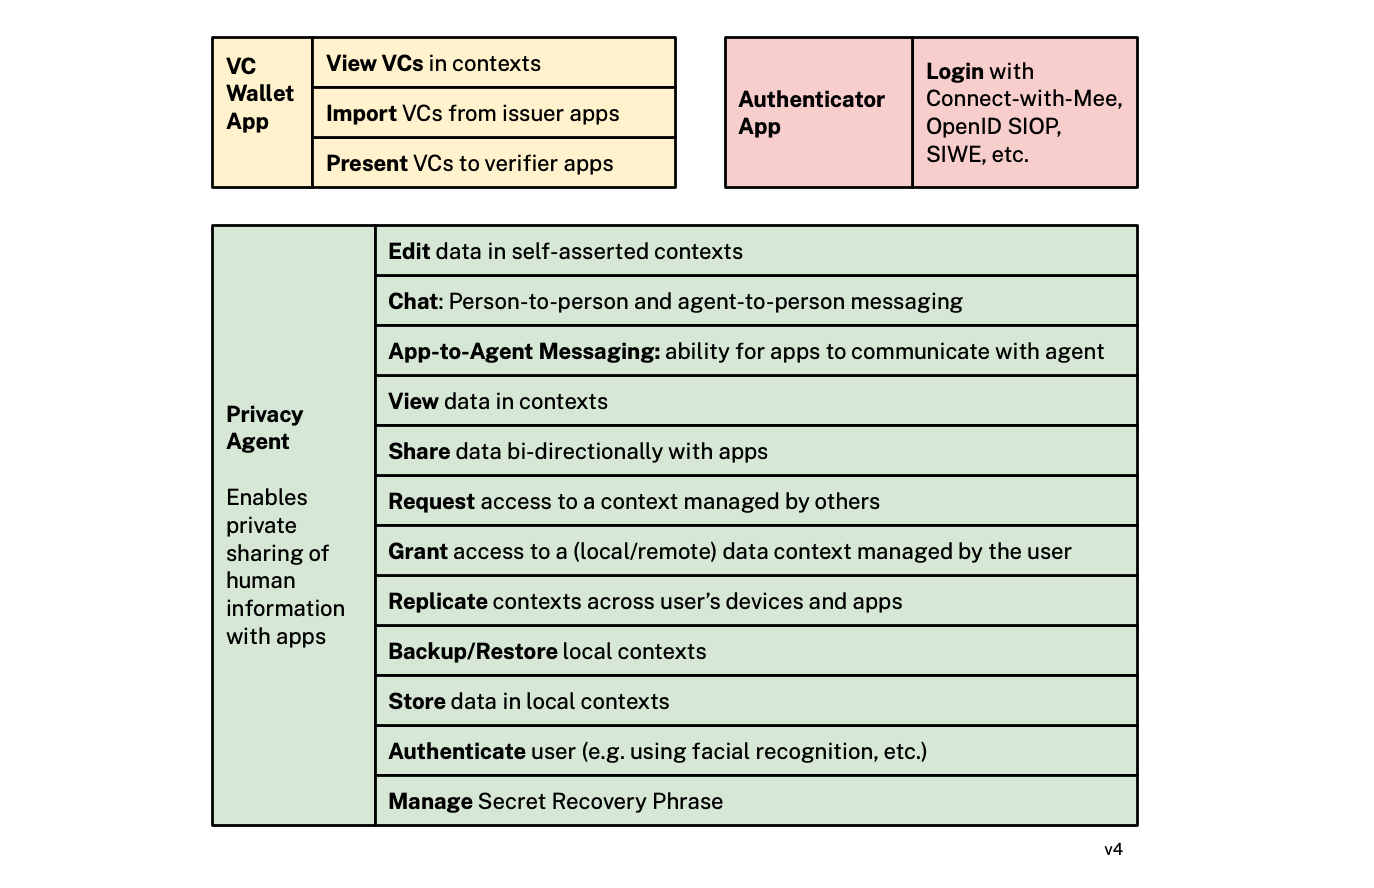 VC
Wallet
App
View VCs in contexts
Import VCs from issuer apps
Present VCs to verifier apps
Authenticator
App
Login with
Connect-with-Mee,
OpenID SIOP,
SIWE, etc.
Privacy
Agent
Enables
private
sharing of
human
information
with apps
Edit data in self-asserted contexts
Chat: Person-to-person and agent-to-person messaging
App-to-Agent Messaging: ability for apps to communicate with agent
View data in contexts
Share data bi-directionally with apps
Request access to a context managed by others
Grant access to a (local/remote) data context managed by the user
Replicate contexts across user’s devices and apps
Backup/Restore local contexts
Store data in local contexts
Authenticate user (e.g. using facial recognition, etc.)
Manage Secret Recovery Phrase
v4